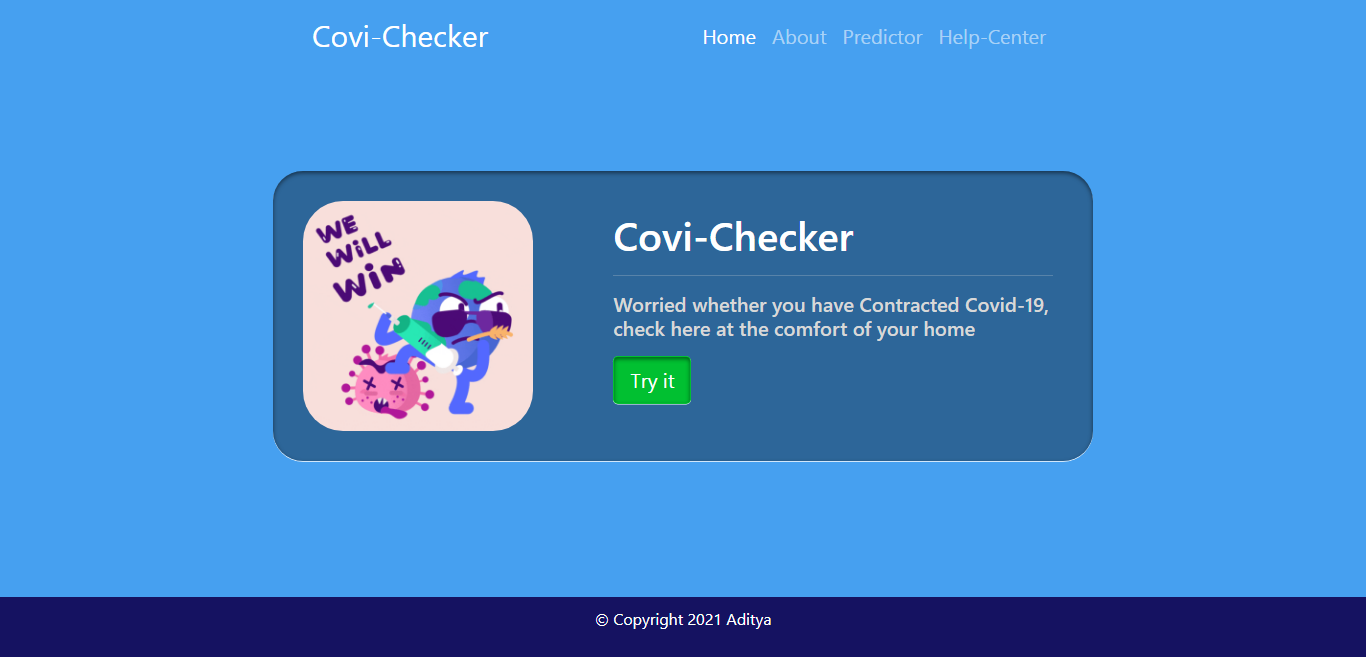 Covi-Checker
Home About Predictor Help-Center
WE
WiLL
WiN
Covi-Checker
Worried whether you have Contracted Covid-19,
check here at the comfort of your home
Try it
© Copyright 2021 Aditya